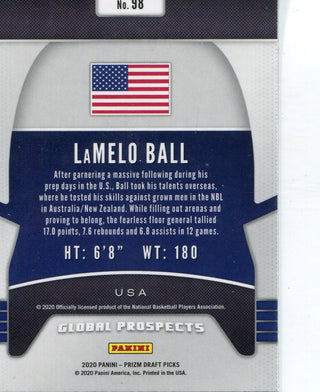 No. 98
LaMELO BALL
After garnering a massive following during his
prep days in the U.S., Ball took his talents overseas,
where he tested his skills against grown men in the NBL
in Australia/New Zealand. While filling out arenas and
proving to belong, the fearless floor general tallied
17.0 points, 7.6 rebounds and 6.8 assists in 12 games.
HT: 6'8" WT: 180
USA
© 2020 Officially licensed product of the National Basketball Players Association.
GLOBAL PROSPECTS
PANINI
2020 PANINI – PRIZM DRAFT PICKS
© 2020 Panini America, Inc. Printed in the USA.